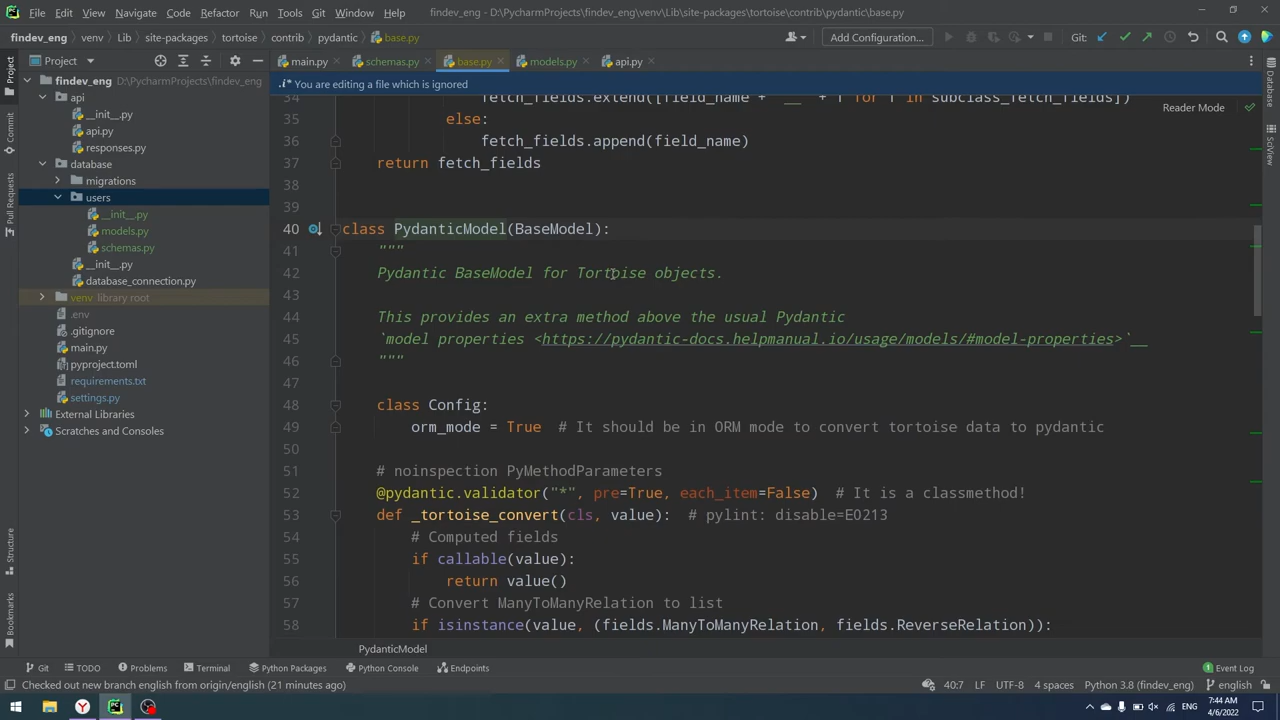 File Edit View Navigate Code Refactor Run Tools Git Window Help findev_eng - D:\PycharmProjects\findev_eng\venv\Lib\site-packages\tortoise\contrib\pydantic\base.py
findev_eng venv Lib site-packages tortoise contrib pydantic base.py Add Configuration... Git:
Project main.py schemas.py base.py models.py api.py
Project
Commit
Pull Requests
Structure
Bookmarks
Database
SciView
findev_eng D:\PycharmProjects\findev_eng
api
__init__.py
api.py
responses.py
database
migrations
users
__init__.py
models.py
schemas.py
__init__.py
database_connection.py
venv library root
.env
.gitignore
main.py
pyproject.toml
requirements.txt
settings.py
External Libraries
Scratches and Consoles
You are editing a file which is ignored
Reader Mode
34 fetch_fields.extend([field_name + "__" + f for f in subclass_fetch_fields])
35 else:
36 fetch_fields.append(field_name)
37 return fetch_fields
38
39
40 class PydanticModel(BaseModel):
41 """
42 Pydantic BaseModel for Tortoise objects.
43
44 This provides an extra method above the usual Pydantic
45 `model properties <https://pydantic-docs.helpmanual.io/usage/models/#model-properties>`__
46 """
47
48 class Config:
49 orm_mode = True # It should be in ORM mode to convert tortoise data to pydantic
50
51 # noinspection PyMethodParameters
52 @pydantic.validator("*", pre=True, each_item=False) # It is a classmethod!
53 def _tortoise_convert(cls, value): # pylint: disable=E0213
54 # Computed fields
55 if callable(value):
56 return value()
57 # Convert ManyToManyRelation to list
58 if isinstance(value, (fields.ManyToManyRelation, fields.ReverseRelation)):
PydanticModel
Git TODO Problems Terminal Python Packages Python Console Endpoints Event Log
Checked out new branch english from origin/english (21 minutes ago) 40:7 LF UTF-8 4 spaces Python 3.8 (findev_eng) english
ENG 7:44 AM
4/6/2022